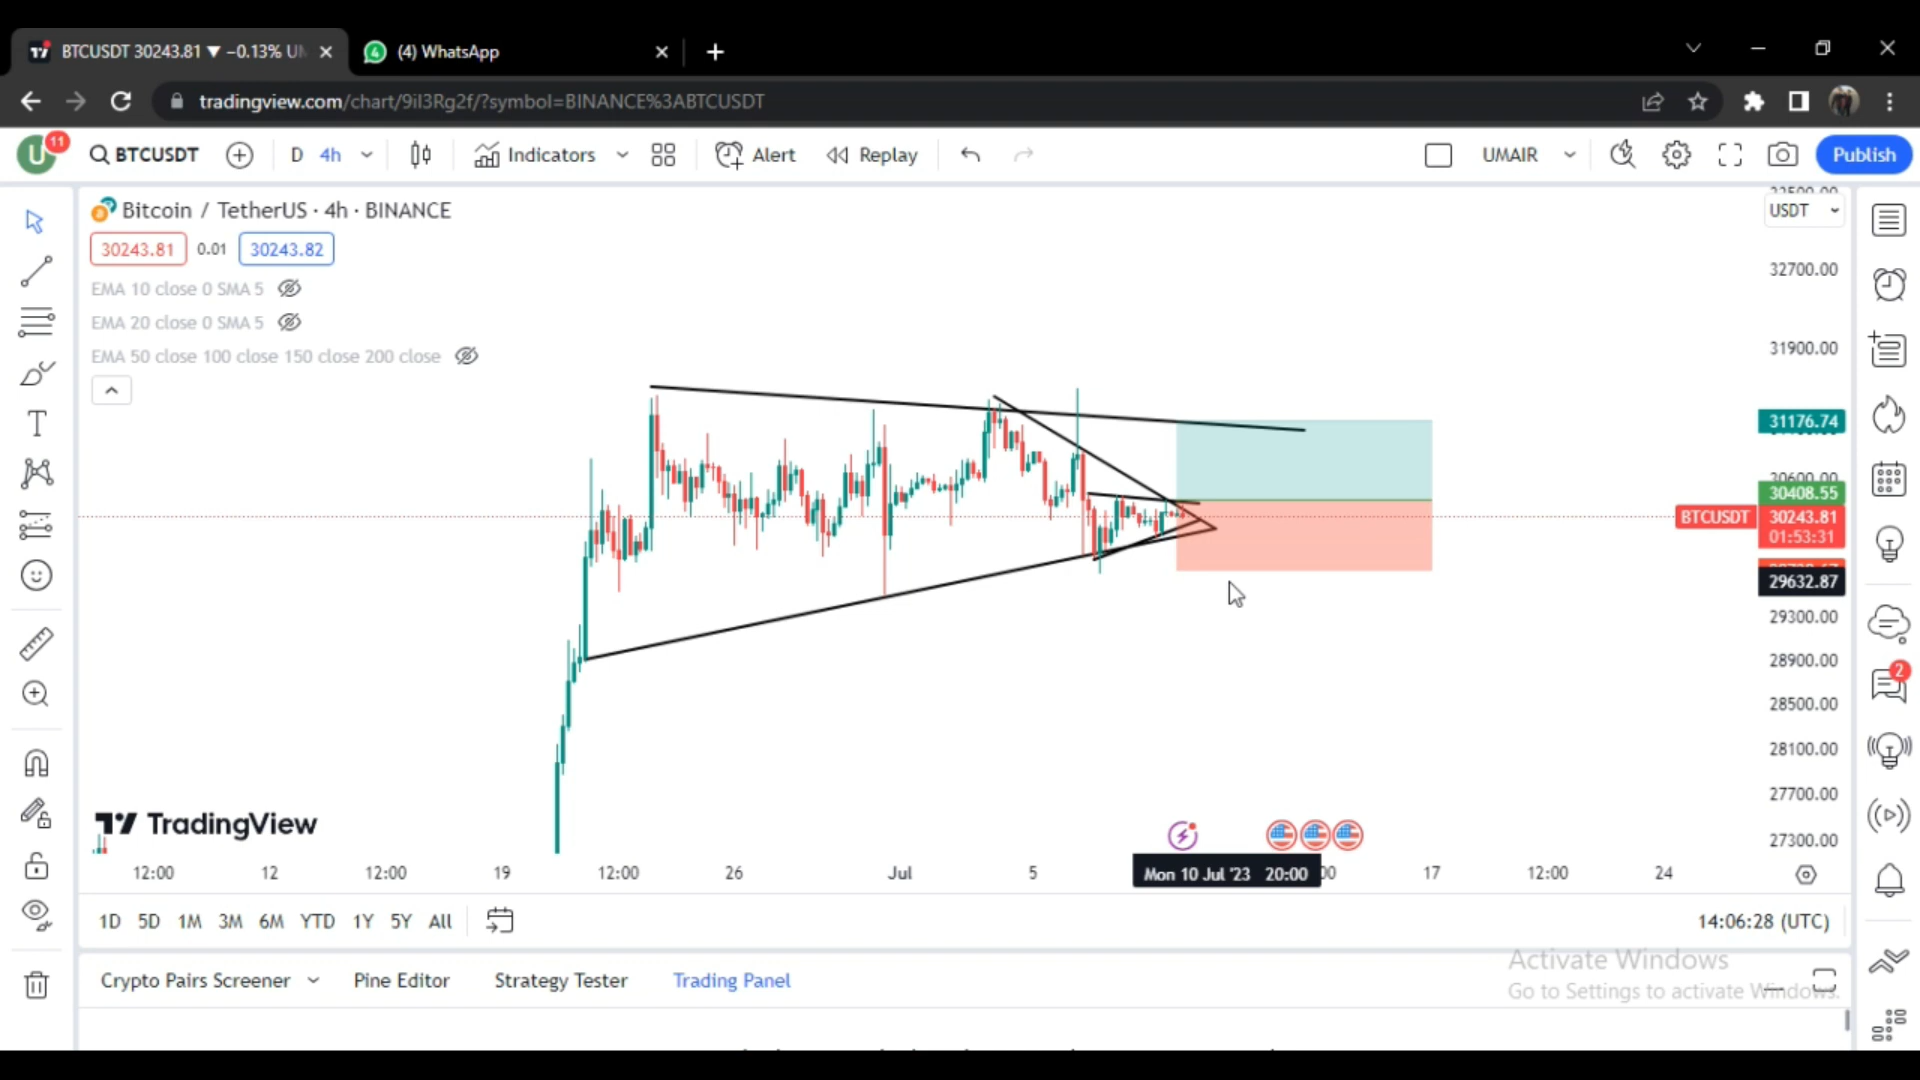 BTCUSDT 30243.81 ▼ −0.13% UN
(4) WhatsApp
tradingview.com/chart/9il3Rg2f/?symbol=BINANCE%3ABTCUSDT
U 11
BTCUSDT D 4h Indicators Alert Replay UMAIR Publish
Bitcoin / TetherUS · 4h · BINANCE
USDT
30243.81 0.01 30243.82
32700.00
EMA 10 close 0 SMA 5
EMA 20 close 0 SMA 5
31900.00
EMA 50 close 100 close 150 close 200 close
31176.74
30600.00
30408.55
BTCUSDT 30243.81
01:53:31
29632.87
29300.00
28900.00
2
28500.00
28100.00
27700.00
TradingView
27300.00
12:00 12 12:00 19 12:00 26 Jul 5 Mon 10 Jul '23 20:00 :00 17 12:00 24
1D 5D 1M 3M 6M YTD 1Y 5Y All
14:06:28 (UTC)
Activate Windows
Crypto Pairs Screener Pine Editor Strategy Tester Trading Panel
Go to Settings to activate Windows.